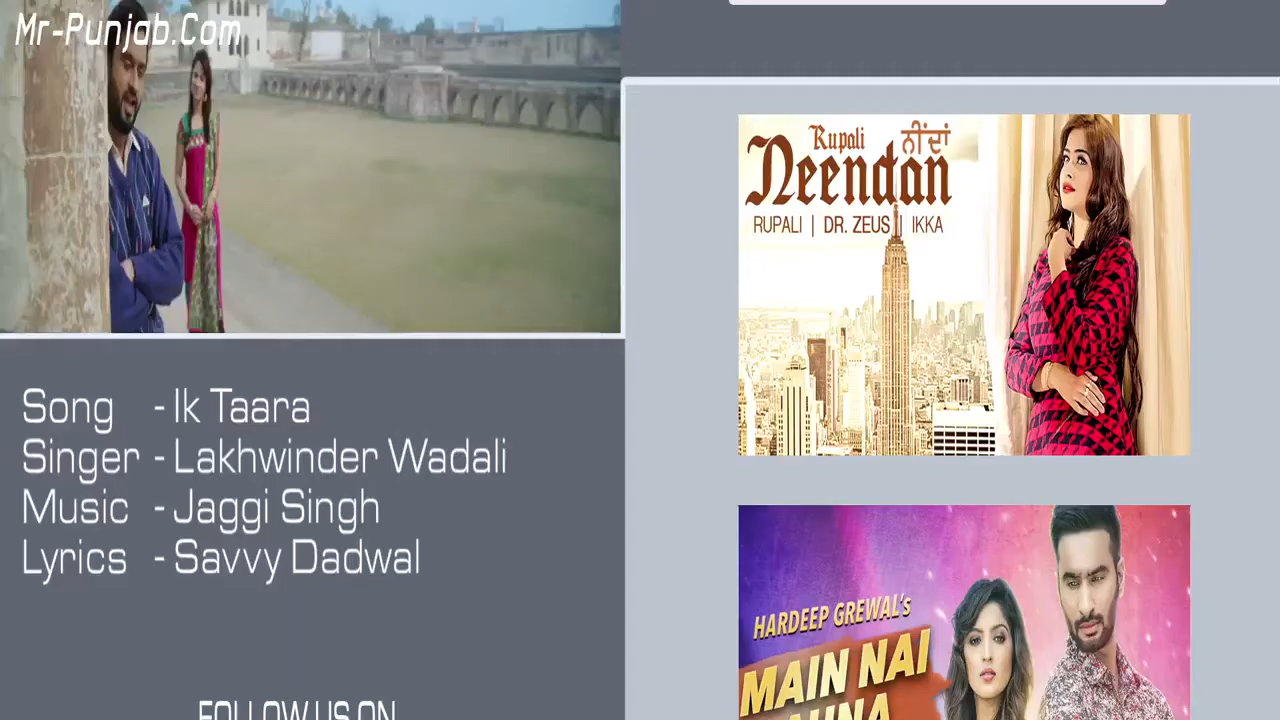 Mr-Punjab.Com
Song - Ik Taara
Singer - Lakhwinder Wadali
Music - Jaggi Singh
Lyrics - Savvy Dadwal
FOLLOW US ON
Rupali ਨੀਂਦਾਂ
Neendan
RUPALI | DR. ZEUS | IKKA
HARDEEP GREWAL's
MAIN NAI